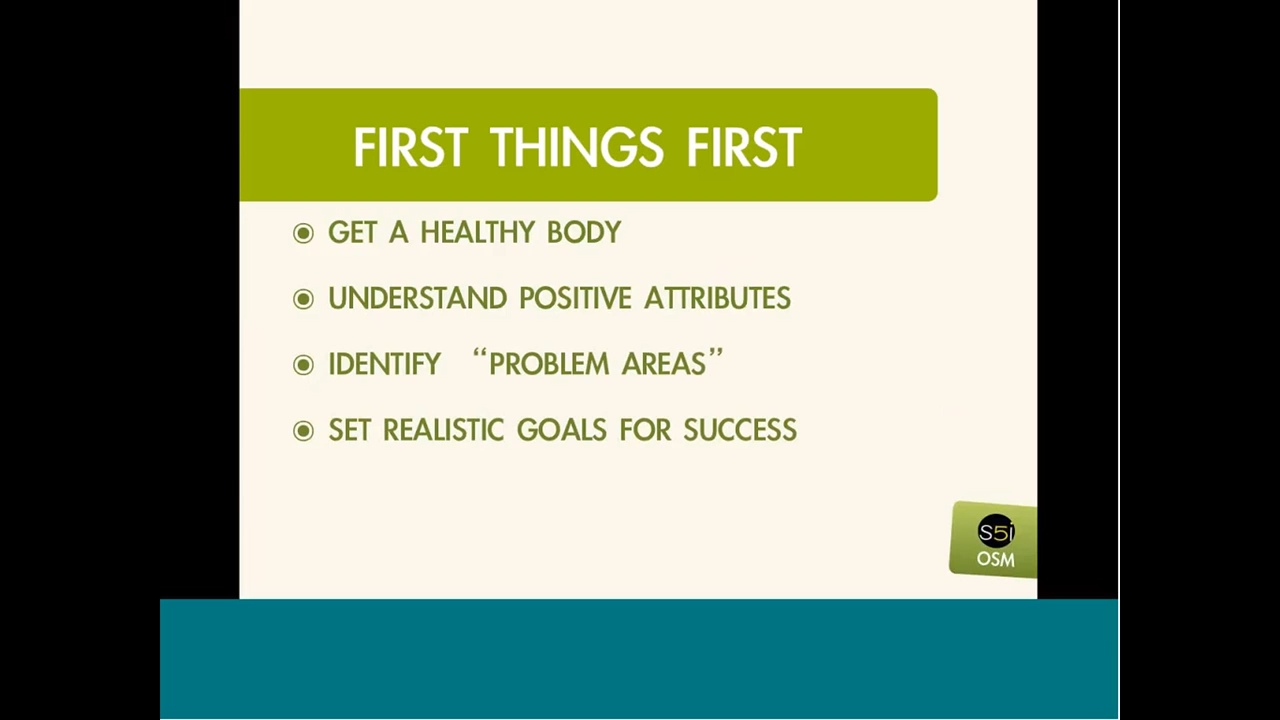 FIRST THINGS FIRST
GET A HEALTHY BODY
UNDERSTAND POSITIVE ATTRIBUTES
IDENTIFY “PROBLEM AREAS”
SET REALISTIC GOALS FOR SUCCESS
S5i
OSM